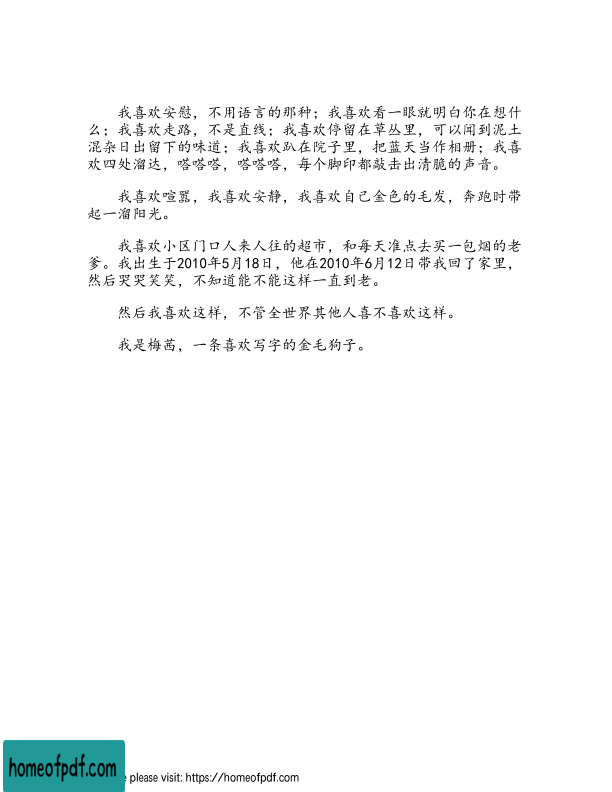 我喜欢安慰，不用语言的那种；我喜欢看一眼就明白你在想什
么；我喜欢走路，不是直线；我喜欢停留在草丛里，可以闻到泥土
混杂日出留下的味道；我喜欢趴在院子里，把蓝天当作相册；我喜
欢四处溜达，嗒嗒嗒，嗒嗒嗒，每个脚印都敲击出清脆的声音。
我喜欢喧嚣，我喜欢安静，我喜欢自己金色的毛发，奔跑时带
起一溜阳光。
我喜欢小区门口人来人往的超市，和每天准点去买一包烟的老
爹。我出生于2010年5月18日，他在2010年6月12日带我回了家里，
然后哭哭笑笑，不知道能不能这样一直到老。
然后我喜欢这样，不管全世界其他人喜不喜欢这样。
我是梅茜，一条喜欢写字的金毛狗子。
homeofpdf.com
please visit: https://homeofpdf.com